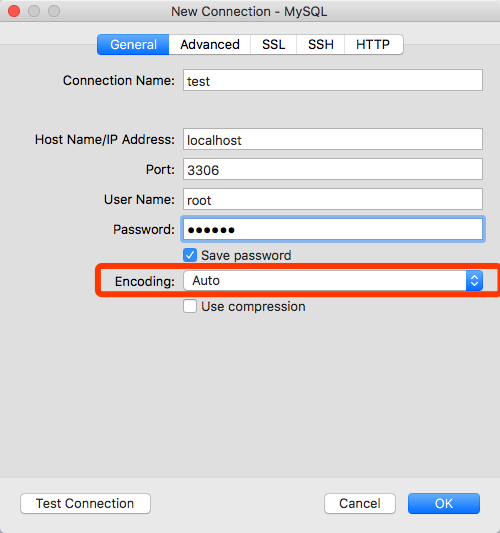 New Connection - MySQL
General Advanced SSL SSH HTTP
Connection Name: test
Host Name/IP Address: localhost
Port: 3306
User Name: root
Password: ●●●●●●
Save password
Encoding: Auto
Use compression
Test Connection Cancel OK